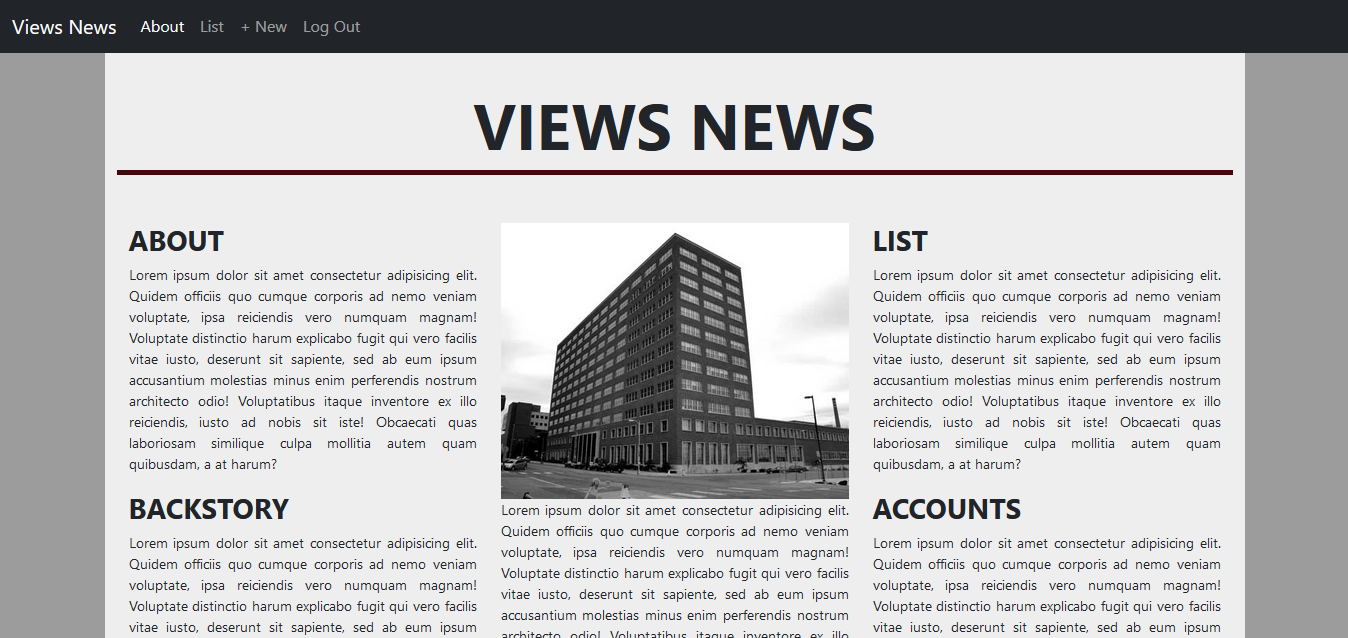 Views News About List + New Log Out
VIEWS NEWS
ABOUT
Lorem ipsum dolor sit amet consectetur adipisicing elit.
Quidem officiis quo cumque corporis ad nemo veniam
voluptate, ipsa reiciendis vero numquam magnam!
Voluptate distinctio harum explicabo fugit qui vero facilis
vitae iusto, deserunt sit sapiente, sed ab eum ipsum
accusantium molestias minus enim perferendis nostrum
architecto odio! Voluptatibus itaque inventore ex illo
reiciendis, iusto ad nobis sit iste! Obcaecati quas
laboriosam similique culpa mollitia autem quam
quibusdam, a at harum?
BACKSTORY
Lorem ipsum dolor sit amet consectetur adipisicing elit.
Quidem officiis quo cumque corporis ad nemo veniam
voluptate, ipsa reiciendis vero numquam magnam!
Voluptate distinctio harum explicabo fugit qui vero facilis
vitae iusto, deserunt sit sapiente, sed ab eum ipsum
Lorem ipsum dolor sit amet consectetur adipisicing elit.
Quidem officiis quo cumque corporis ad nemo veniam
voluptate, ipsa reiciendis vero numquam magnam!
Voluptate distinctio harum explicabo fugit qui vero facilis
vitae iusto, deserunt sit sapiente, sed ab eum ipsum
accusantium molestias minus enim perferendis nostrum
architecto odio! Voluptatibus itaque inventore ex illo
LIST
Lorem ipsum dolor sit amet consectetur adipisicing elit.
Quidem officiis quo cumque corporis ad nemo veniam
voluptate, ipsa reiciendis vero numquam magnam!
Voluptate distinctio harum explicabo fugit qui vero facilis
vitae iusto, deserunt sit sapiente, sed ab eum ipsum
accusantium molestias minus enim perferendis nostrum
architecto odio! Voluptatibus itaque inventore ex illo
reiciendis, iusto ad nobis sit iste! Obcaecati quas
laboriosam similique culpa mollitia autem quam
quibusdam, a at harum?
ACCOUNTS
Lorem ipsum dolor sit amet consectetur adipisicing elit.
Quidem officiis quo cumque corporis ad nemo veniam
voluptate, ipsa reiciendis vero numquam magnam!
Voluptate distinctio harum explicabo fugit qui vero facilis
vitae iusto, deserunt sit sapiente, sed ab eum ipsum